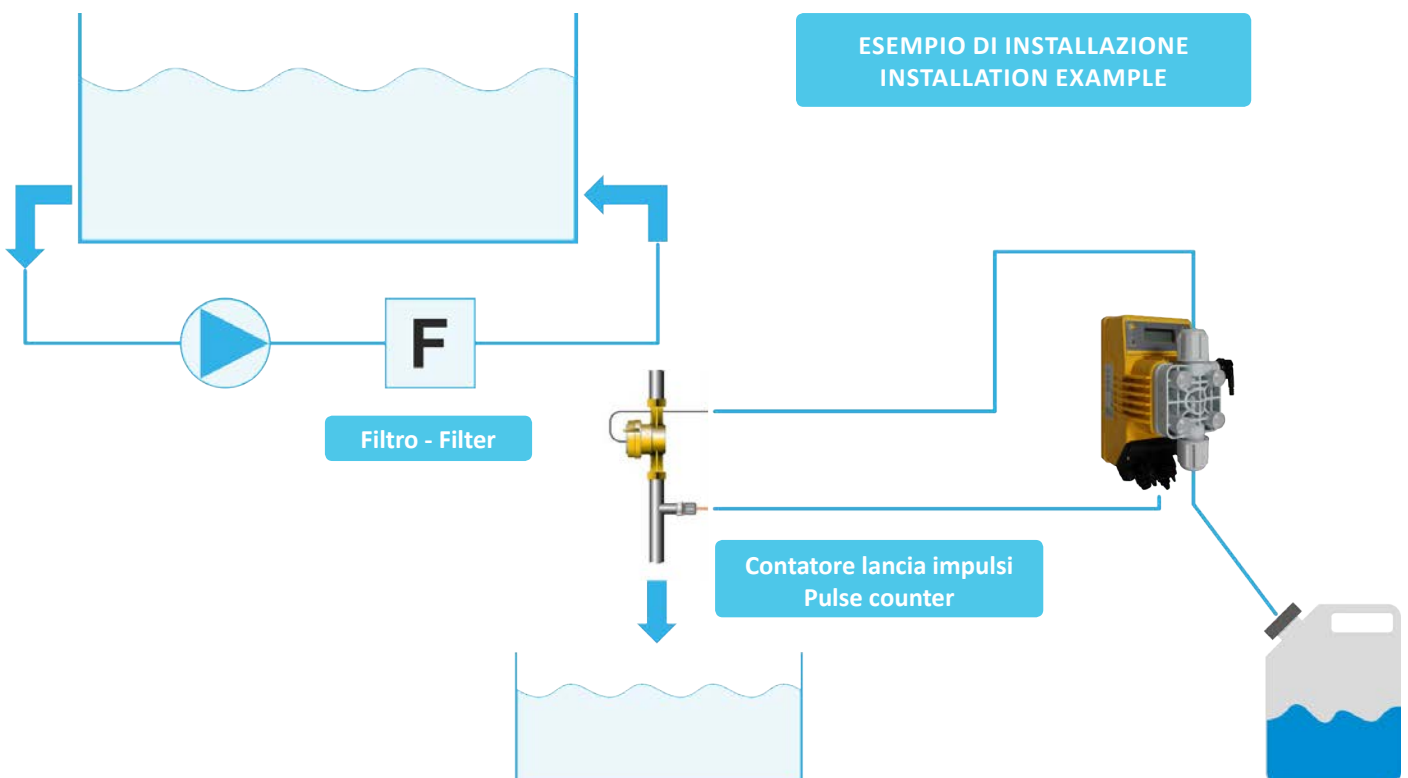 ESEMPIO DI INSTALLAZIONE
INSTALLATION EXAMPLE
F
Filtro - Filter
Contatore lancia impulsi
Pulse counter